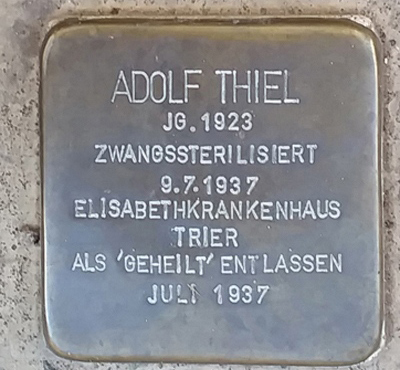 ADOLF THIEL
JG. 1923
ZWANGSSTERILISIERT
9.7.1937
ELISABETHKRANKENHAUS
TRIER
ALS 'GEHEILT' ENTLASSEN
JULI 1937